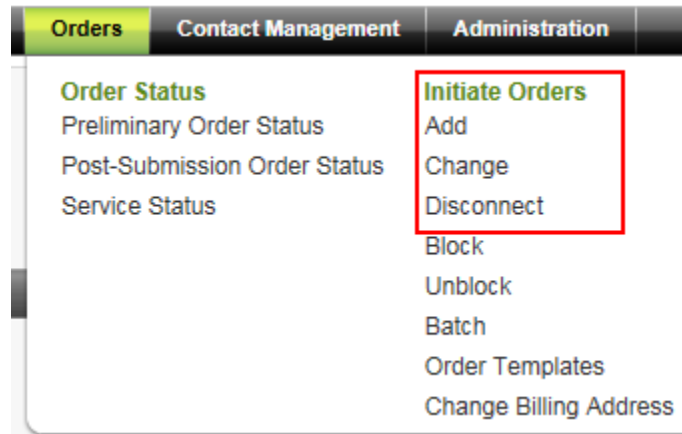 Orders Contact Management Administration
Order Status
Preliminary Order Status
Post-Submission Order Status
Service Status
Initiate Orders
Add
Change
Disconnect
Block
Unblock
Batch
Order Templates
Change Billing Address